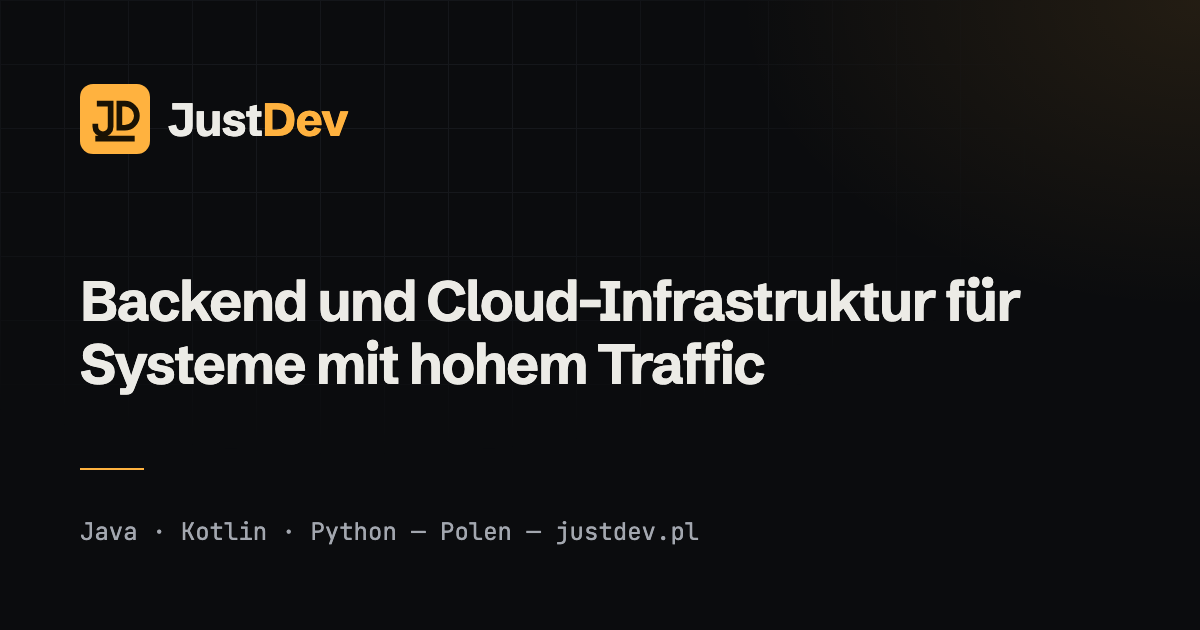 JD JustDev
Backend und Cloud-Infrastruktur für
Systeme mit hohem Traffic
Java · Kotlin · Python — Polen — justdev.pl